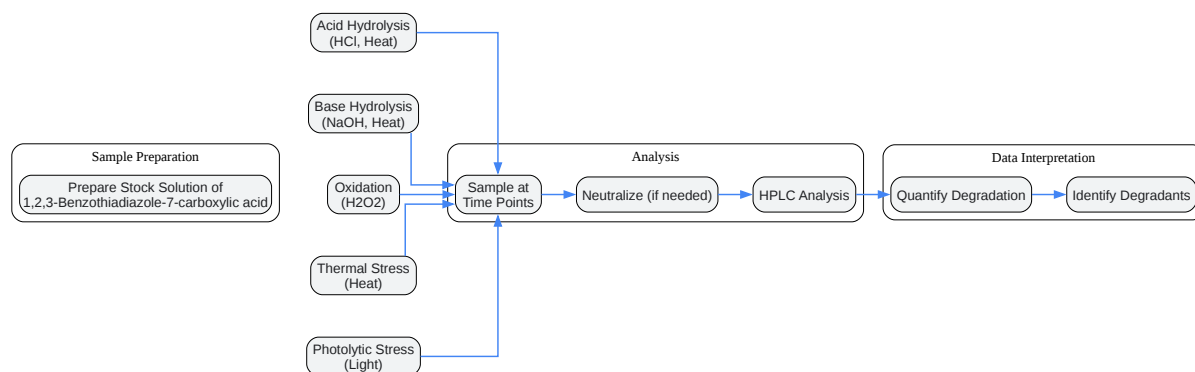 Sample Preparation
Prepare Stock Solution of
1,2,3-Benzothiadiazole-7-carboxylic acid
Acid Hydrolysis
(HCl, Heat)
Base Hydrolysis
(NaOH, Heat)
Oxidation
(H2O2)
Thermal Stress
(Heat)
Photolytic Stress
(Light)
Analysis
Sample at
Time Points
Neutralize (if needed)
HPLC Analysis
Data Interpretation
Quantify Degradation
Identify Degradants